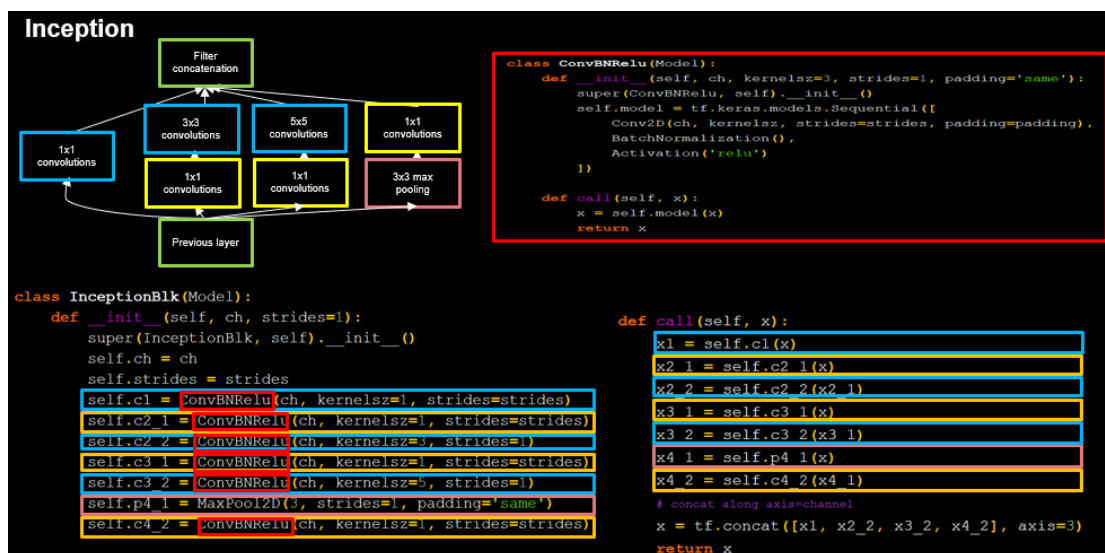 Inception
Filter
concatenation
1x1
convolutions
3x3
convolutions
5x5
convolutions
1x1
convolutions
1x1
convolutions
1x1
convolutions
3x3 max
pooling
Previous layer
class ConvBNRelu(Model):
    def __init__(self, ch, kernelsz=3, strides=1, padding='same'):
        super(ConvBNRelu, self).__init__()
        self.model = tf.keras.models.Sequential([
            Conv2D(ch, kernelsz, strides=strides, padding=padding),
            BatchNormalization(),
            Activation('relu')
        ])
    def call(self, x):
        x = self.model(x)
        return x
class InceptionBlk(Model):
    def __init__(self, ch, strides=1):
        super(InceptionBlk, self).__init__()
        self.ch = ch
        self.strides = strides
        self.c1 = ConvBNRelu(ch, kernelsz=1, strides=strides)
        self.c2_1 = ConvBNRelu(ch, kernelsz=1, strides=strides)
        self.c2_2 = ConvBNRelu(ch, kernelsz=3, strides=1)
        self.c3_1 = ConvBNRelu(ch, kernelsz=1, strides=strides)
        self.c3_2 = ConvBNRelu(ch, kernelsz=5, strides=1)
        self.p4_1 = MaxPool2D(3, strides=1, padding='same')
        self.c4_2 = ConvBNRelu(ch, kernelsz=1, strides=strides)
    def call(self, x):
        x1 = self.c1(x)
        x2_1 = self.c2_1(x)
        x2_2 = self.c2_2(x2_1)
        x3_1 = self.c3_1(x)
        x3_2 = self.c3_2(x3_1)
        x4_1 = self.p4_1(x)
        x4_2 = self.c4_2(x4_1)
        # concat along axis=channel
        x = tf.concat([x1, x2_2, x3_2, x4_2], axis=3)
        return x